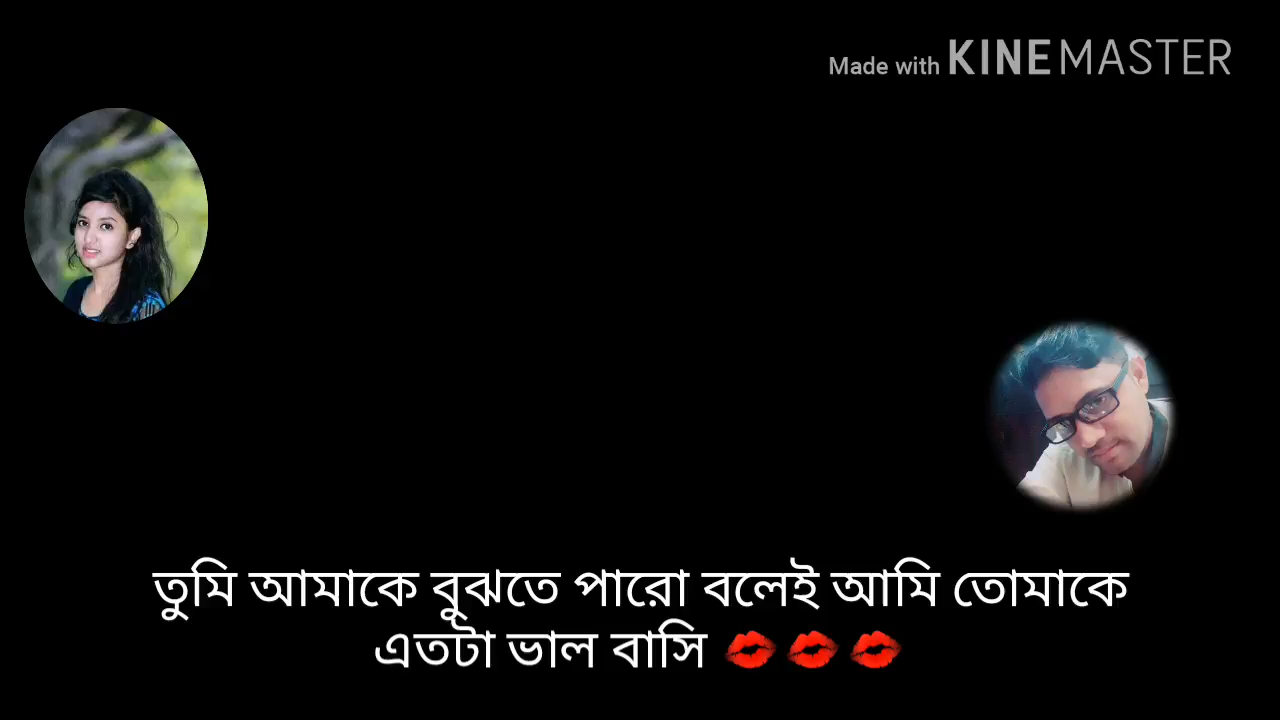 Made with KINEMASTER
তুমি আমাকে বুঝতে পারো বলেই আমি তোমাকে
এতটা ভাল বাসি 💋💋💋